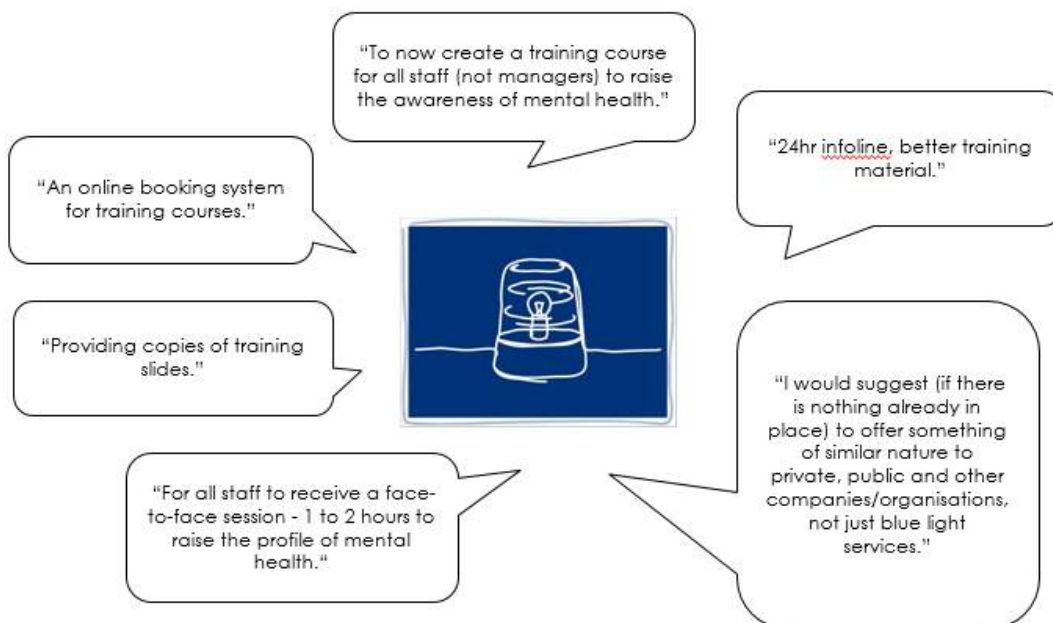 “To now create a training course
for all staff (not managers) to raise
the awareness of mental health.”
“24hr infoline, better training
material.”
“An online booking system
for training courses.”
“Providing copies of training
slides.”
“I would suggest (if there
is nothing already in
place) to offer something
of similar nature to
private, public and other
companies/organisations,
not just blue light
services.”
“For all staff to receive a face-
to-face session - 1 to 2 hours to
raise the profile of mental
health.“